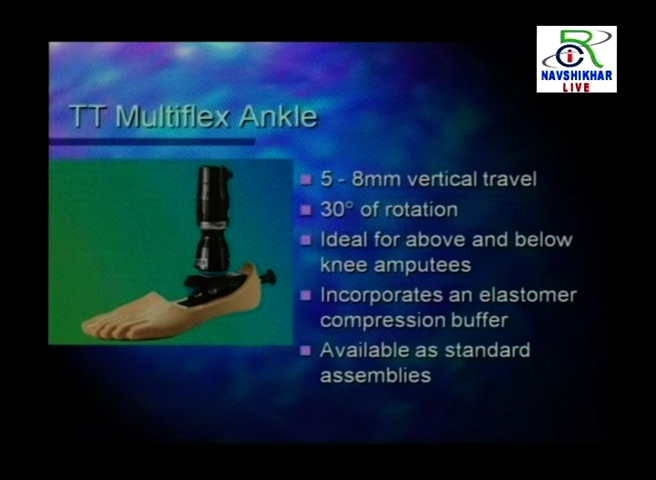 NAVSHIKHAR
LIVE
TT Multiflex Ankle
5 - 8mm vertical travel
30° of rotation
Ideal for above and below
knee amputees
Incorporates an elastomer
compression buffer
Available as standard
assemblies